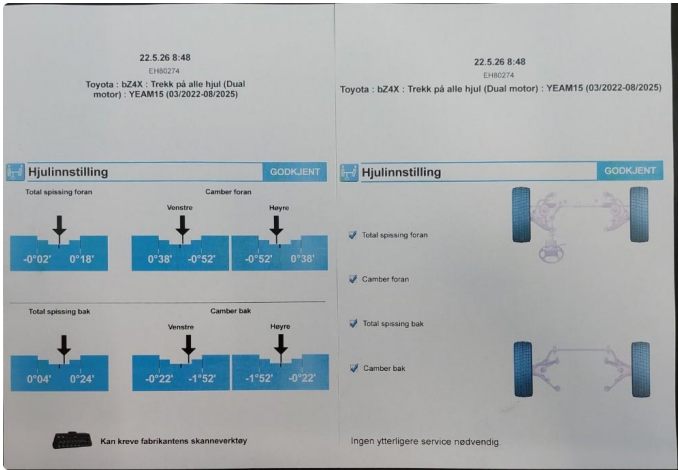 22.5.26 8:48
EH80274
Toyota : bZ4X : Trekk på alle hjul (Dual
motor) : YEAM15 (03/2022-08/2025)
Hjulinnstilling GODKJENT
Total spissing foran Camber foran
Venstre Høyre
-0°02' 0°18' 0°38' -0°52' -0°52' 0°38'
Total spissing bak Camber bak
Venstre Høyre
0°04' 0°24' -0°22' -1°52' -1°52' -0°22'
Kan kreve fabrikantens skanneverktøy
22.5.26 8:48
EH80274
Toyota : bZ4X : Trekk på alle hjul (Dual motor) : YEAM15 (03/2022-08/2025)
Hjulinnstilling GODKJENT
Total spissing foran
Camber foran
Total spissing bak
Camber bak
Ingen ytterligere service nødvendig